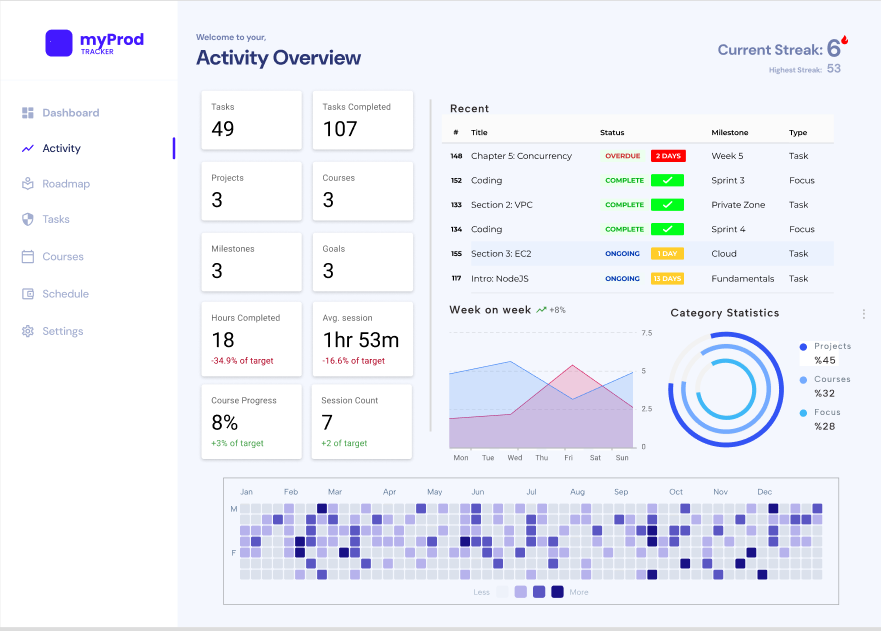 myProd
TRACKER
Dashboard
Activity
Roadmap
Tasks
Courses
Schedule
Settings
Welcome to your,
Activity Overview
Current Streak: 6
Highest Streak: 53
Tasks
49
Tasks Completed
107
Projects
3
Courses
3
Milestones
3
Goals
3
Hours Completed
18
-34.9% of target
Avg. session
1hr 53m
-16.6% of target
Course Progress
8%
+3% of target
Session Count
7
+2 of target
Recent
# Title Status Milestone Type
148 Chapter 5: Concurrency OVERDUE 2 DAYS Week 5 Task
152 Coding COMPLETE Sprint 3 Focus
133 Section 2: VPC COMPLETE Private Zone Task
134 Coding COMPLETE Sprint 4 Focus
155 Section 3: EC2 ONGOING 1 DAY Cloud Task
117 Intro: NodeJS ONGOING 13 DAYS Fundamentals Task
Week on week +8%
7.5
5
2.5
0
Mon Tue Wed Thu Fri Sat Sun
Category Statistics
Projects
%45
Courses
%32
Focus
%28
Jan Feb Mar Apr May Jun Jul Aug Sep Oct Nov Dec
M
F
Less More